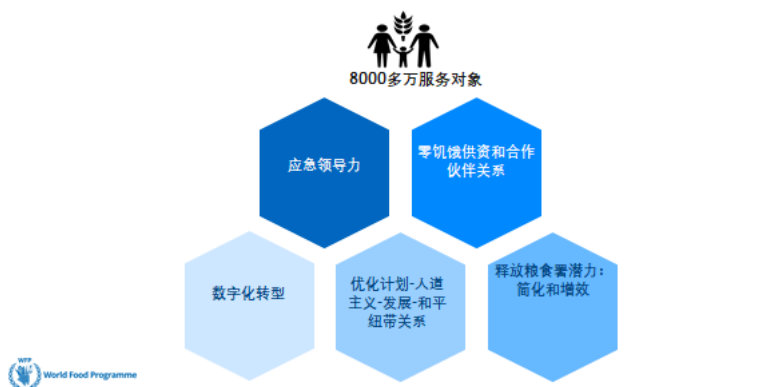 8000多万服务对象
应急领导力
零饥饿供资和合作
伙伴关系
数字化转型
优化计划-人道
主义-发展-和平
纽带关系
释放粮食署潜力：
简化和增效
WFP
World Food Programme